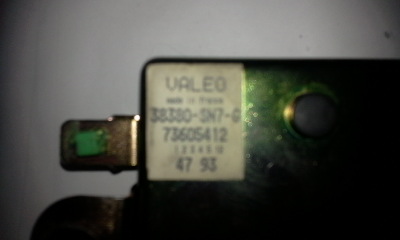 VALEO
made in France
38380-SN7-G
73605412
47 93